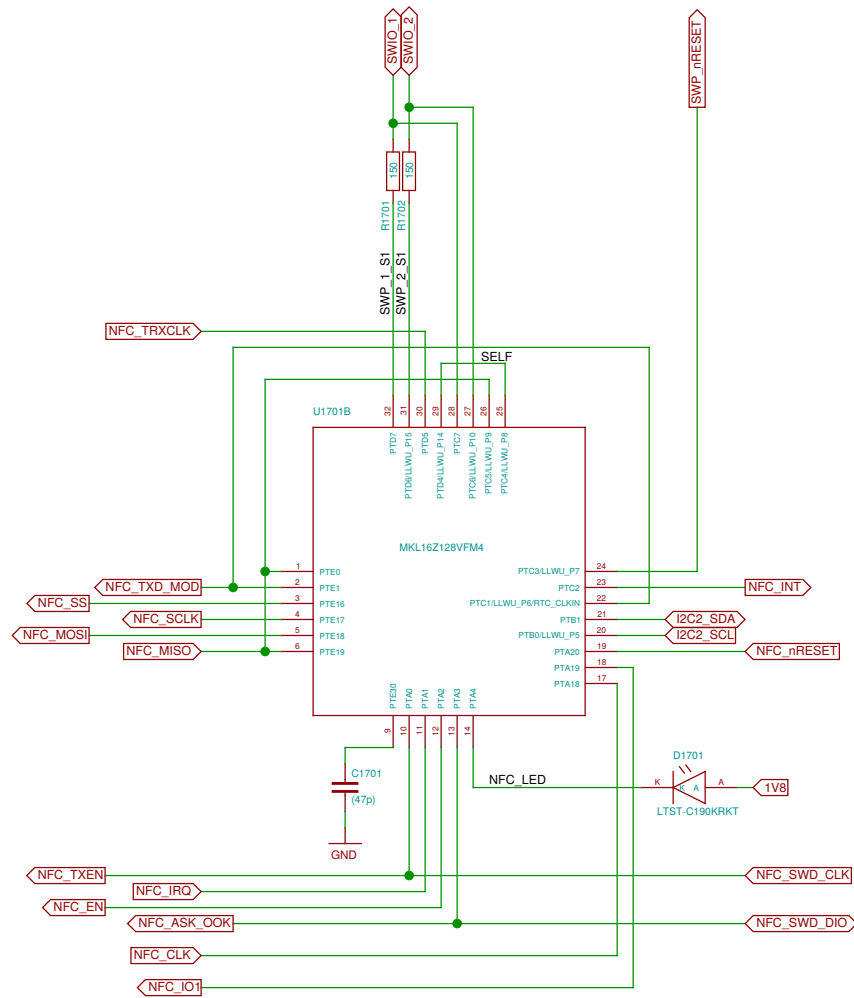 SWIO_1
SWIO_2
SWP_nRESET
150
150
R1701
R1702
SWP_1_S1
SWP_2_S1
NFC_TRXCLK
SELF
U1701B
32
31
30
29
28
27
26
25
PTD7
PTD6/LLWU_P15
PTD5
PTD4/LLWU_P14
PTC7
PTC6/LLWU_P10
PTC5/LLWU_P9
PTC4/LLWU_P8
MKL16Z128VFM4
1
PTE0
2
PTE1
3
PTE16
4
PTE17
5
PTE18
6
PTE19
NFC_TXD_MOD
NFC_SS
NFC_SCLK
NFC_MOSI
NFC_MISO
PTC3/LLWU_P7
24
PTC2
23
PTC1/LLWU_P6/RTC_CLKIN
22
PTB1
21
PTB0/LLWU_P5
20
PTA20
19
PTA19
18
PTA18
17
NFC_INT
I2C2_SDA
I2C2_SCL
NFC_nRESET
PTE30
PTA0
PTA1
PTA2
PTA3
PTA4
9
10
11
12
13
14
C1701
(47p)
GND
NFC_LED
D1701
K
K
A
A
LTST-C190KRKT
1V8
NFC_TXEN
NFC_SWD_CLK
NFC_IRQ
NFC_EN
NFC_ASK_OOK
NFC_SWD_DIO
NFC_CLK
NFC_IO1